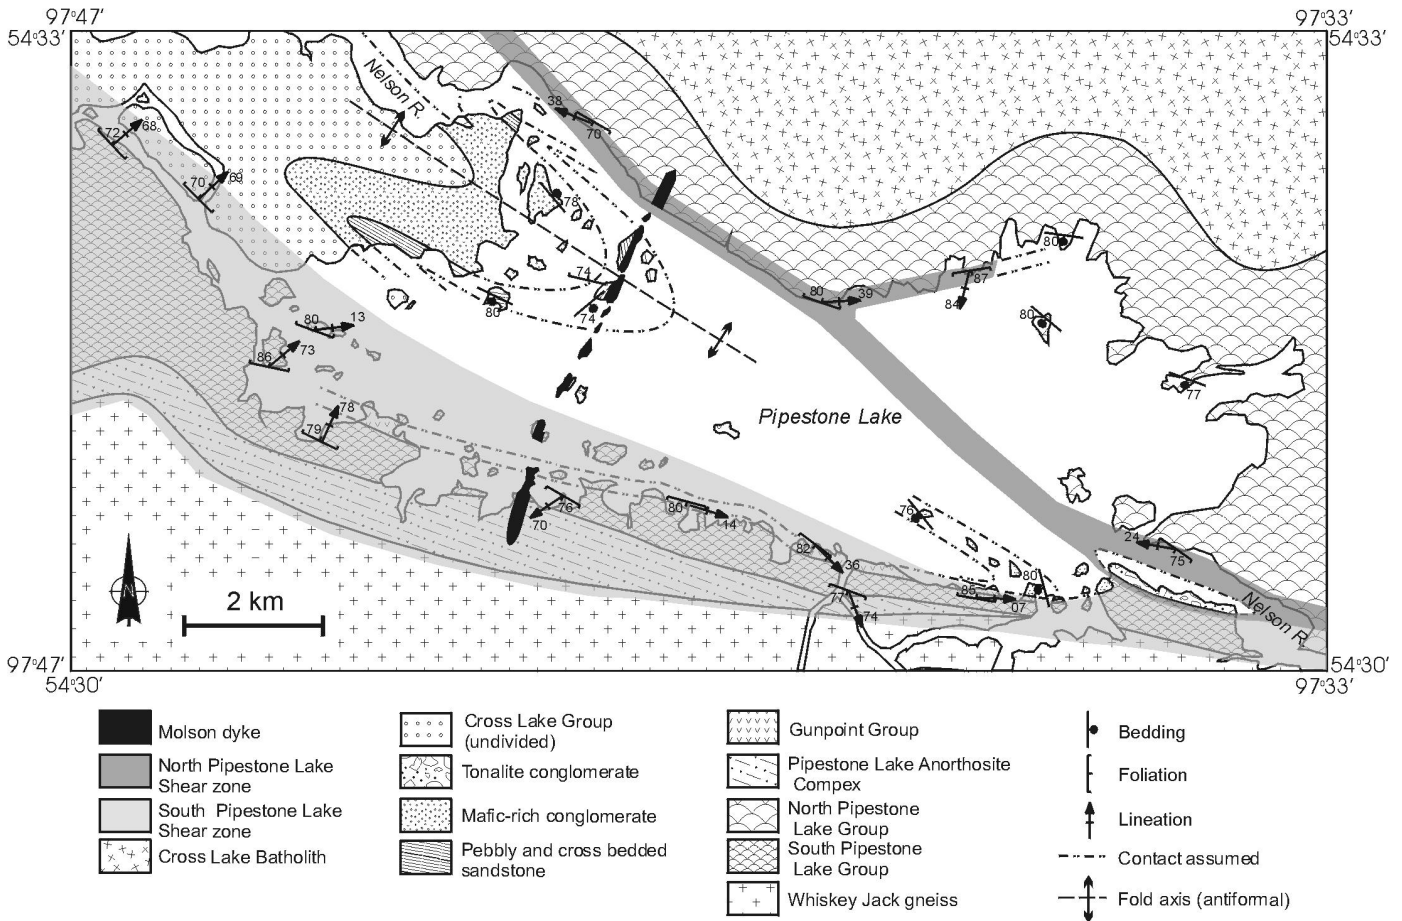 97°47' 97°33'
54°33' 54°33'
Nelson R.
38
70
72 68
70 69
78
80
74
80 39
87
84
80 74
80
80 13
86 73
77
Pipestone Lake
78
79
76
70
80 14
76
24
75
82 36
80
77 74
85 07
Nelson R.
2 km
97°47' 54°30'
54°30' 97°33'
Molson dyke
North Pipestone Lake
Shear zone
South Pipestone Lake
Shear zone
Cross Lake Batholith
Cross Lake Group
(undivided)
Tonalite conglomerate
Mafic-rich conglomerate
Pebbly and cross bedded
sandstone
Gunpoint Group
Pipestone Lake Anorthosite
Compex
North Pipestone
Lake Group
South Pipestone
Lake Group
Whiskey Jack gneiss
Bedding
Foliation
Lineation
Contact assumed
Fold axis (antiformal)